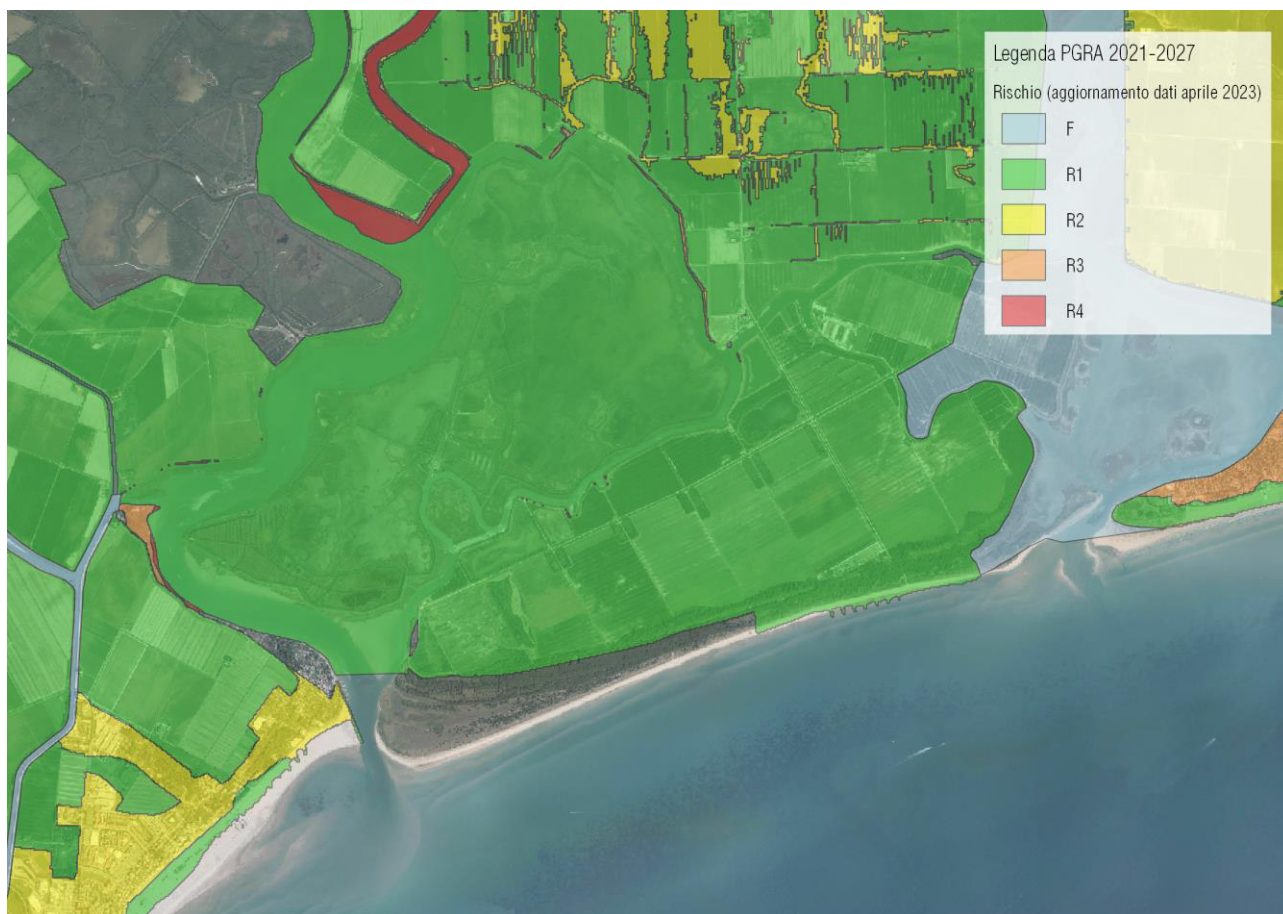 Legenda PGRA 2021-2027
Rischio (aggiornamento dati aprile 2023)
F
R1
R2
R3
R4